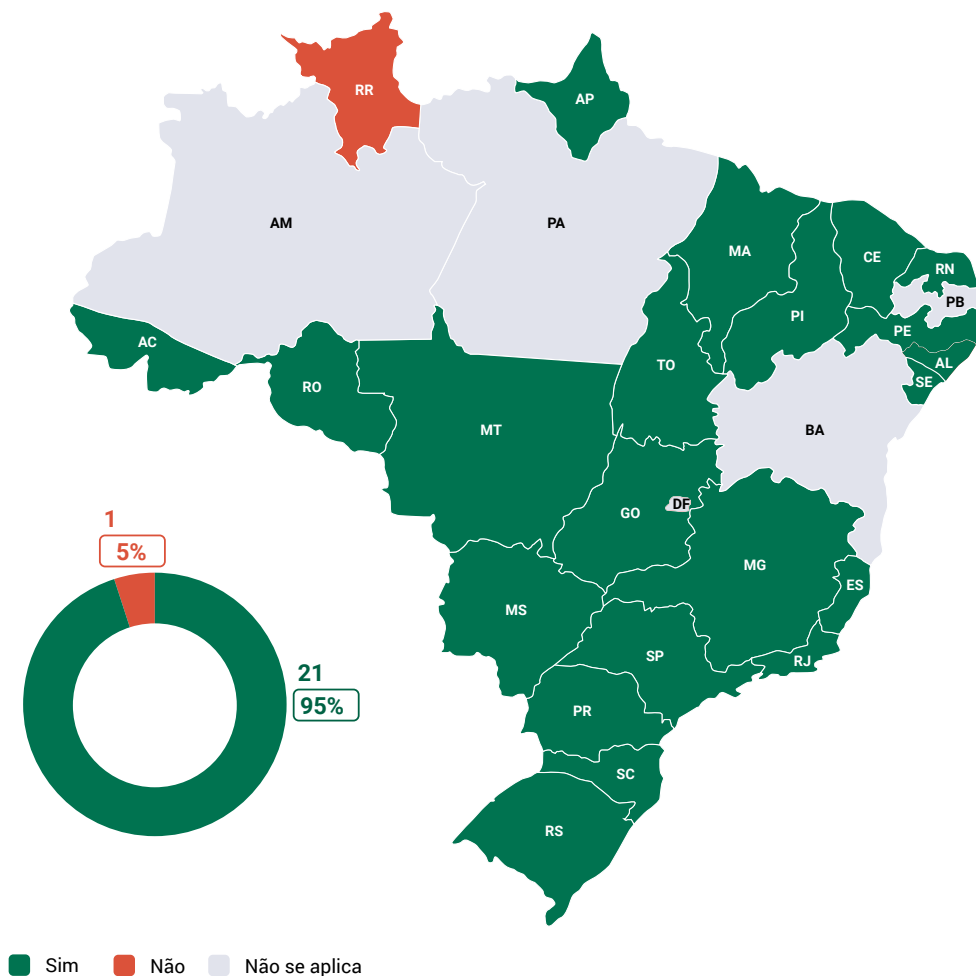 RR
AP
AM
PA
MA
CE
RN
PB
PI
PE
AC
AL
TO
SE
RO
MT
BA
GO
DF
1
5%
MG
ES
MS
SP
RJ
21
95%
PR
SC
RS
Sim
Não
Não se aplica